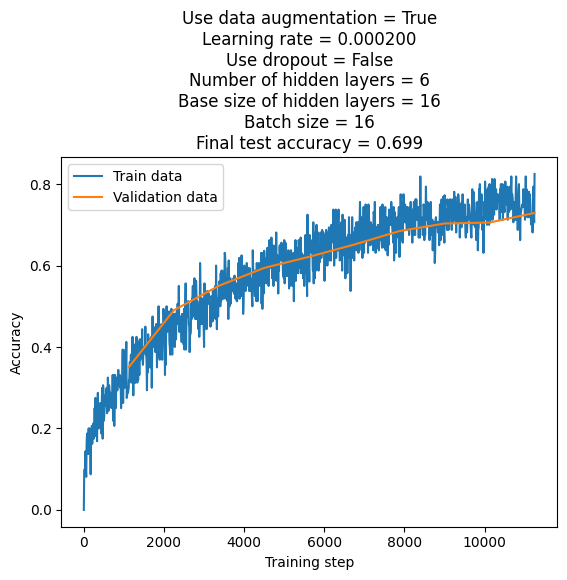 Use data augmentation = True
Learning rate = 0.000200
Use dropout = False
Number of hidden layers = 6
Base size of hidden layers = 16
Batch size = 16
Final test accuracy = 0.699
Train data
Validation data
0.8
0.6
0.4
0.2
0.0
Accuracy
0 2000 4000 6000 8000 10000
Training step